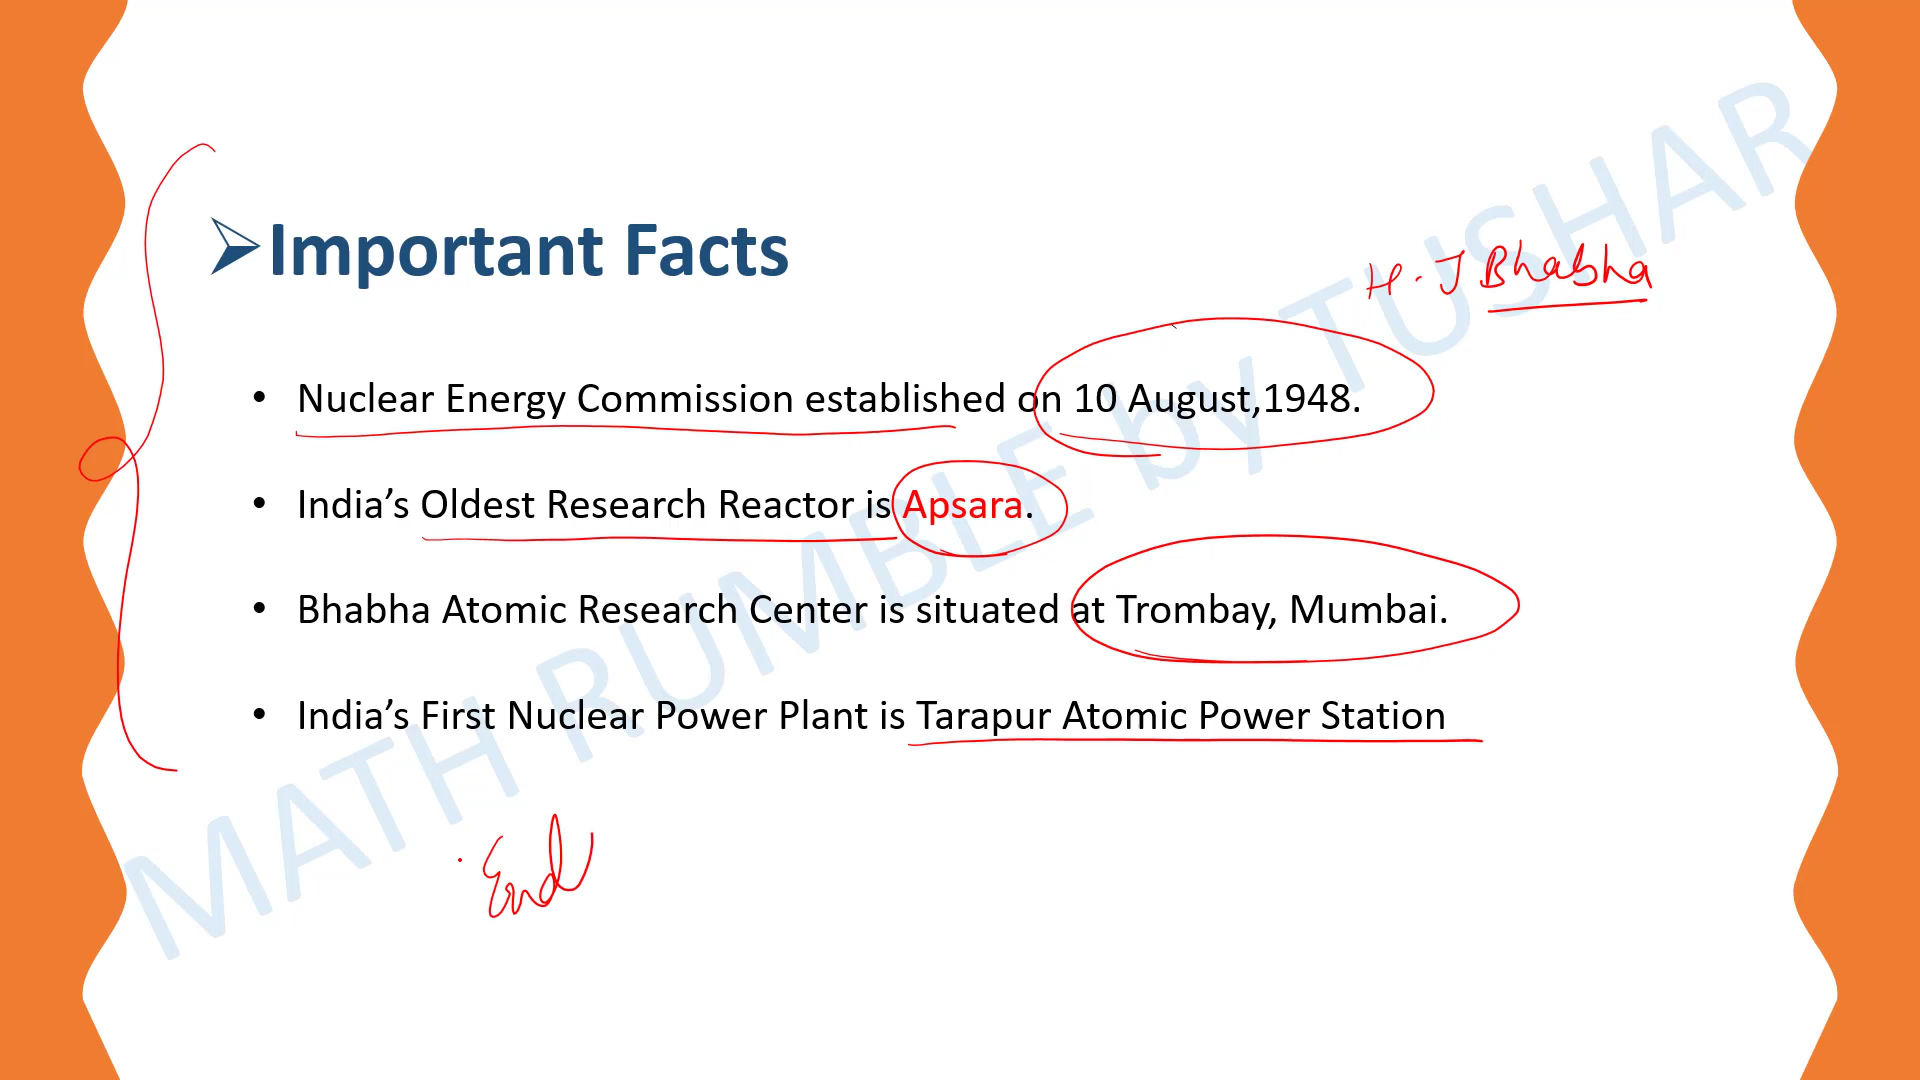 ➢Important Facts
H. J Bhabha
• Nuclear Energy Commission established on 10 August,1948.
• India’s Oldest Research Reactor is Apsara.
• Bhabha Atomic Research Center is situated at Trombay, Mumbai.
• India’s First Nuclear Power Plant is Tarapur Atomic Power Station
End
MATH RUMBLE by TUSHAR